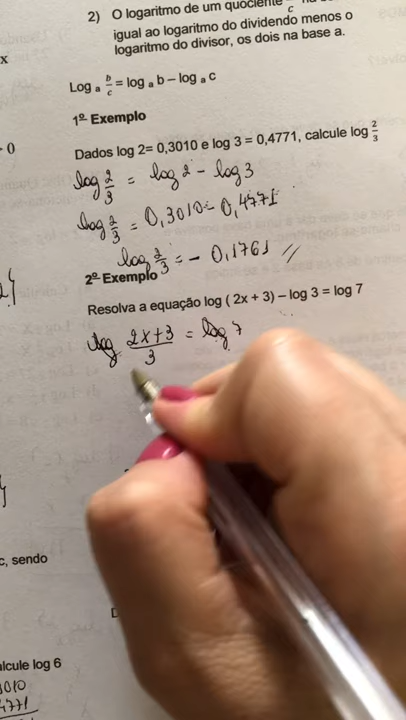 2) O logaritmo de um quociente b/c
igual ao logaritmo do dividendo menos o
logaritmo do divisor, os dois na base a.
x
Log a b/c = log a b – log a c
1º Exemplo
- 0
Dados log 2= 0,3010 e log 3 = 0,4771, calcule log 2/3
log 2/3 = log 2 - log 3
log 2/3 = 0,3010 - 0,4771
log 2/3 = - 0,1761 //
2º Exemplo
Resolva a equação log ( 2x + 3) – log 3 = log 7
log 2x+3/3 = log 7
c, sendo
lcule log 6
3010
4771